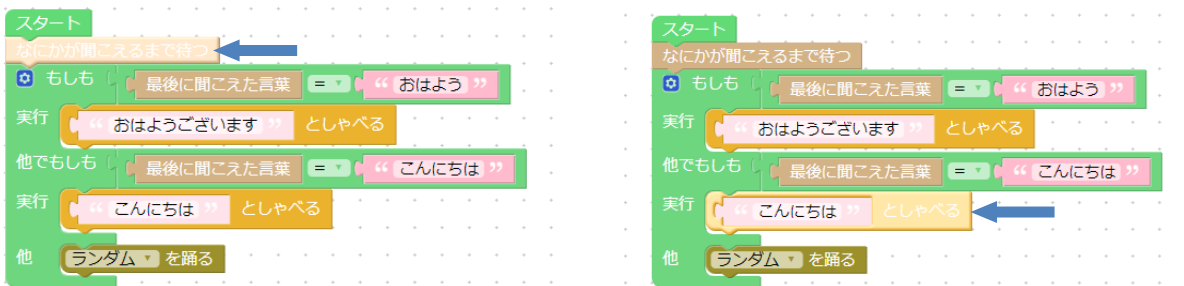 スタート
なにかが聞こえるまで待つ
もしも 最後に聞こえた言葉 = “ おはよう ”
実行 “ おはようございます ” としゃべる
他でもしも 最後に聞こえた言葉 = “ こんにちは ”
実行 “ こんにちは ” としゃべる
他 ランダム を踊る
スタート
なにかが聞こえるまで待つ
もしも 最後に聞こえた言葉 = “ おはよう ”
実行 “ おはようございます ” としゃべる
他でもしも 最後に聞こえた言葉 = “ こんにちは ”
実行 “ こんにちは ” としゃべる
他 ランダム を踊る